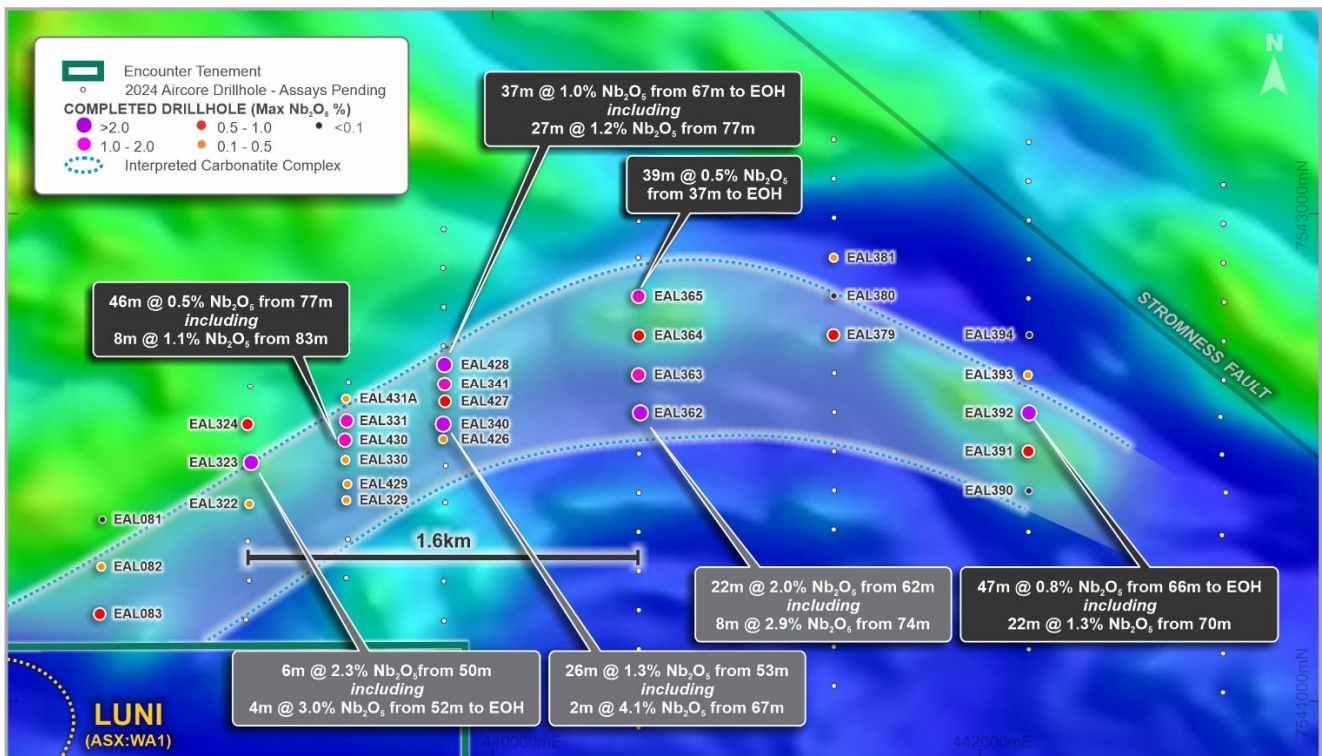 Encounter Tenement
2024 Aircore Drillhole - Assays Pending
COMPLETED DRILLHOLE (Max Nb₂O₅ %)
>2.0
0.5 - 1.0
<0.1
1.0 - 2.0
0.1 - 0.5
Interpreted Carbonatite Complex
N
37m @ 1.0% Nb₂O₅ from 67m to EOH
including
27m @ 1.2% Nb₂O₅ from 77m
39m @ 0.5% Nb₂O₅
from 37m to EOH
7543000mN
46m @ 0.5% Nb₂O₅ from 77m
including
8m @ 1.1% Nb₂O₅ from 83m
STROMNESS FAULT
EAL381
EAL365
EAL380
EAL364
EAL379
EAL394
EAL428
EAL341
EAL363
EAL393
EAL431A
EAL427
EAL324
EAL331
EAL340
EAL362
EAL392
EAL430
EAL426
EAL323
EAL330
EAL391
EAL429
EAL322
EAL329
EAL390
EAL081
1.6km
EAL082
EAL083
22m @ 2.0% Nb₂O₅ from 62m
including
8m @ 2.9% Nb₂O₅ from 74m
47m @ 0.8% Nb₂O₅ from 66m to EOH
including
22m @ 1.3% Nb₂O₅ from 70m
6m @ 2.3% Nb₂O₅from 50m
including
4m @ 3.0% Nb₂O₅ from 52m to EOH
26m @ 1.3% Nb₂O₅ from 53m
including
2m @ 4.1% Nb₂O₅ from 67m
7541000mN
LUNI
(ASX:WA1)
440000mE
442000mE